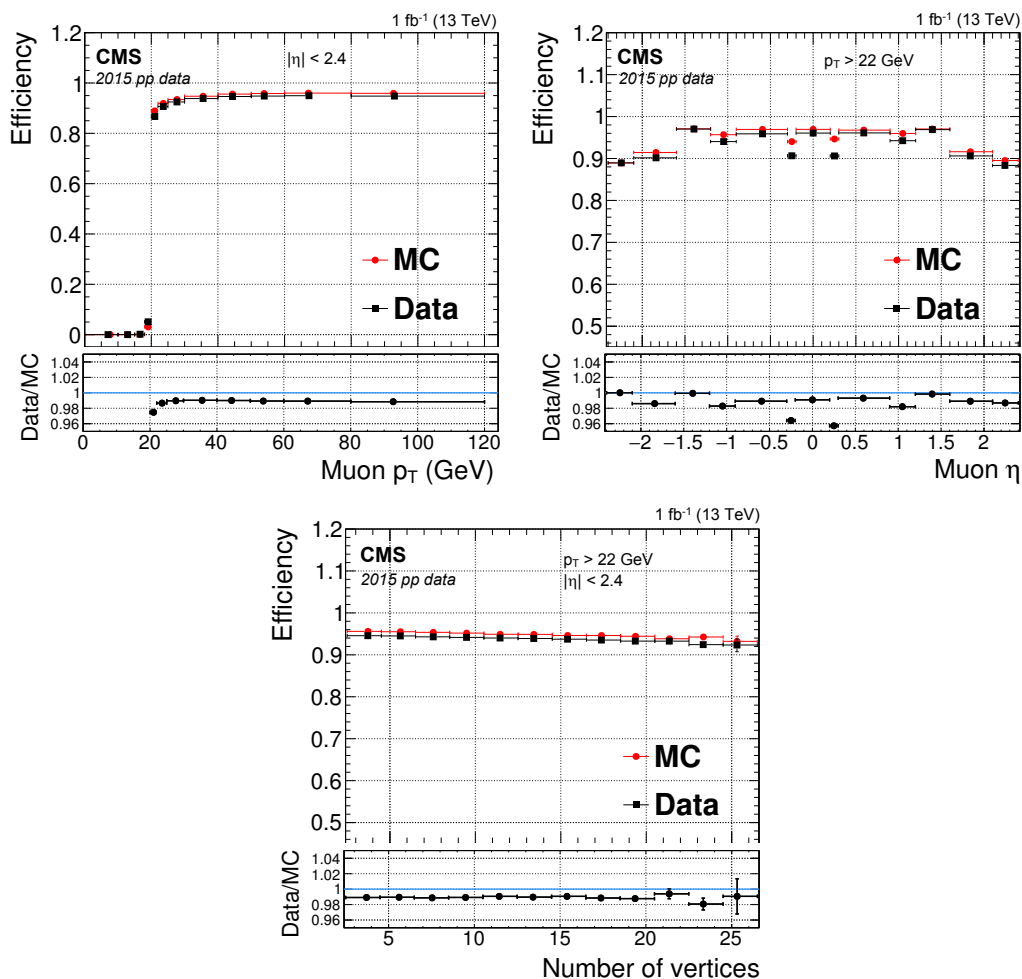 1 fb⁻¹ (13 TeV)
Efficiency
1.2
1
0.8
0.6
0.4
0.2
0
CMS
2015 pp data
|η| < 2.4
MC
Data
Data/MC
1.04
1.02
1
0.98
0.96
0 20 40 60 80 100 120
Muon p_T (GeV)
1 fb⁻¹ (13 TeV)
Efficiency
1.2
1.1
1
0.9
0.8
0.7
0.6
0.5
CMS
2015 pp data
p_T > 22 GeV
MC
Data
Data/MC
1.04
1.02
1
0.98
0.96
−2 −1.5 −1 −0.5 0 0.5 1 1.5 2
Muon η
1 fb⁻¹ (13 TeV)
Efficiency
1.2
1.1
1
0.9
0.8
0.7
0.6
0.5
CMS
2015 pp data
p_T > 22 GeV
|η| < 2.4
MC
Data
Data/MC
1.04
1.02
1
0.98
0.96
5 10 15 20 25
Number of vertices